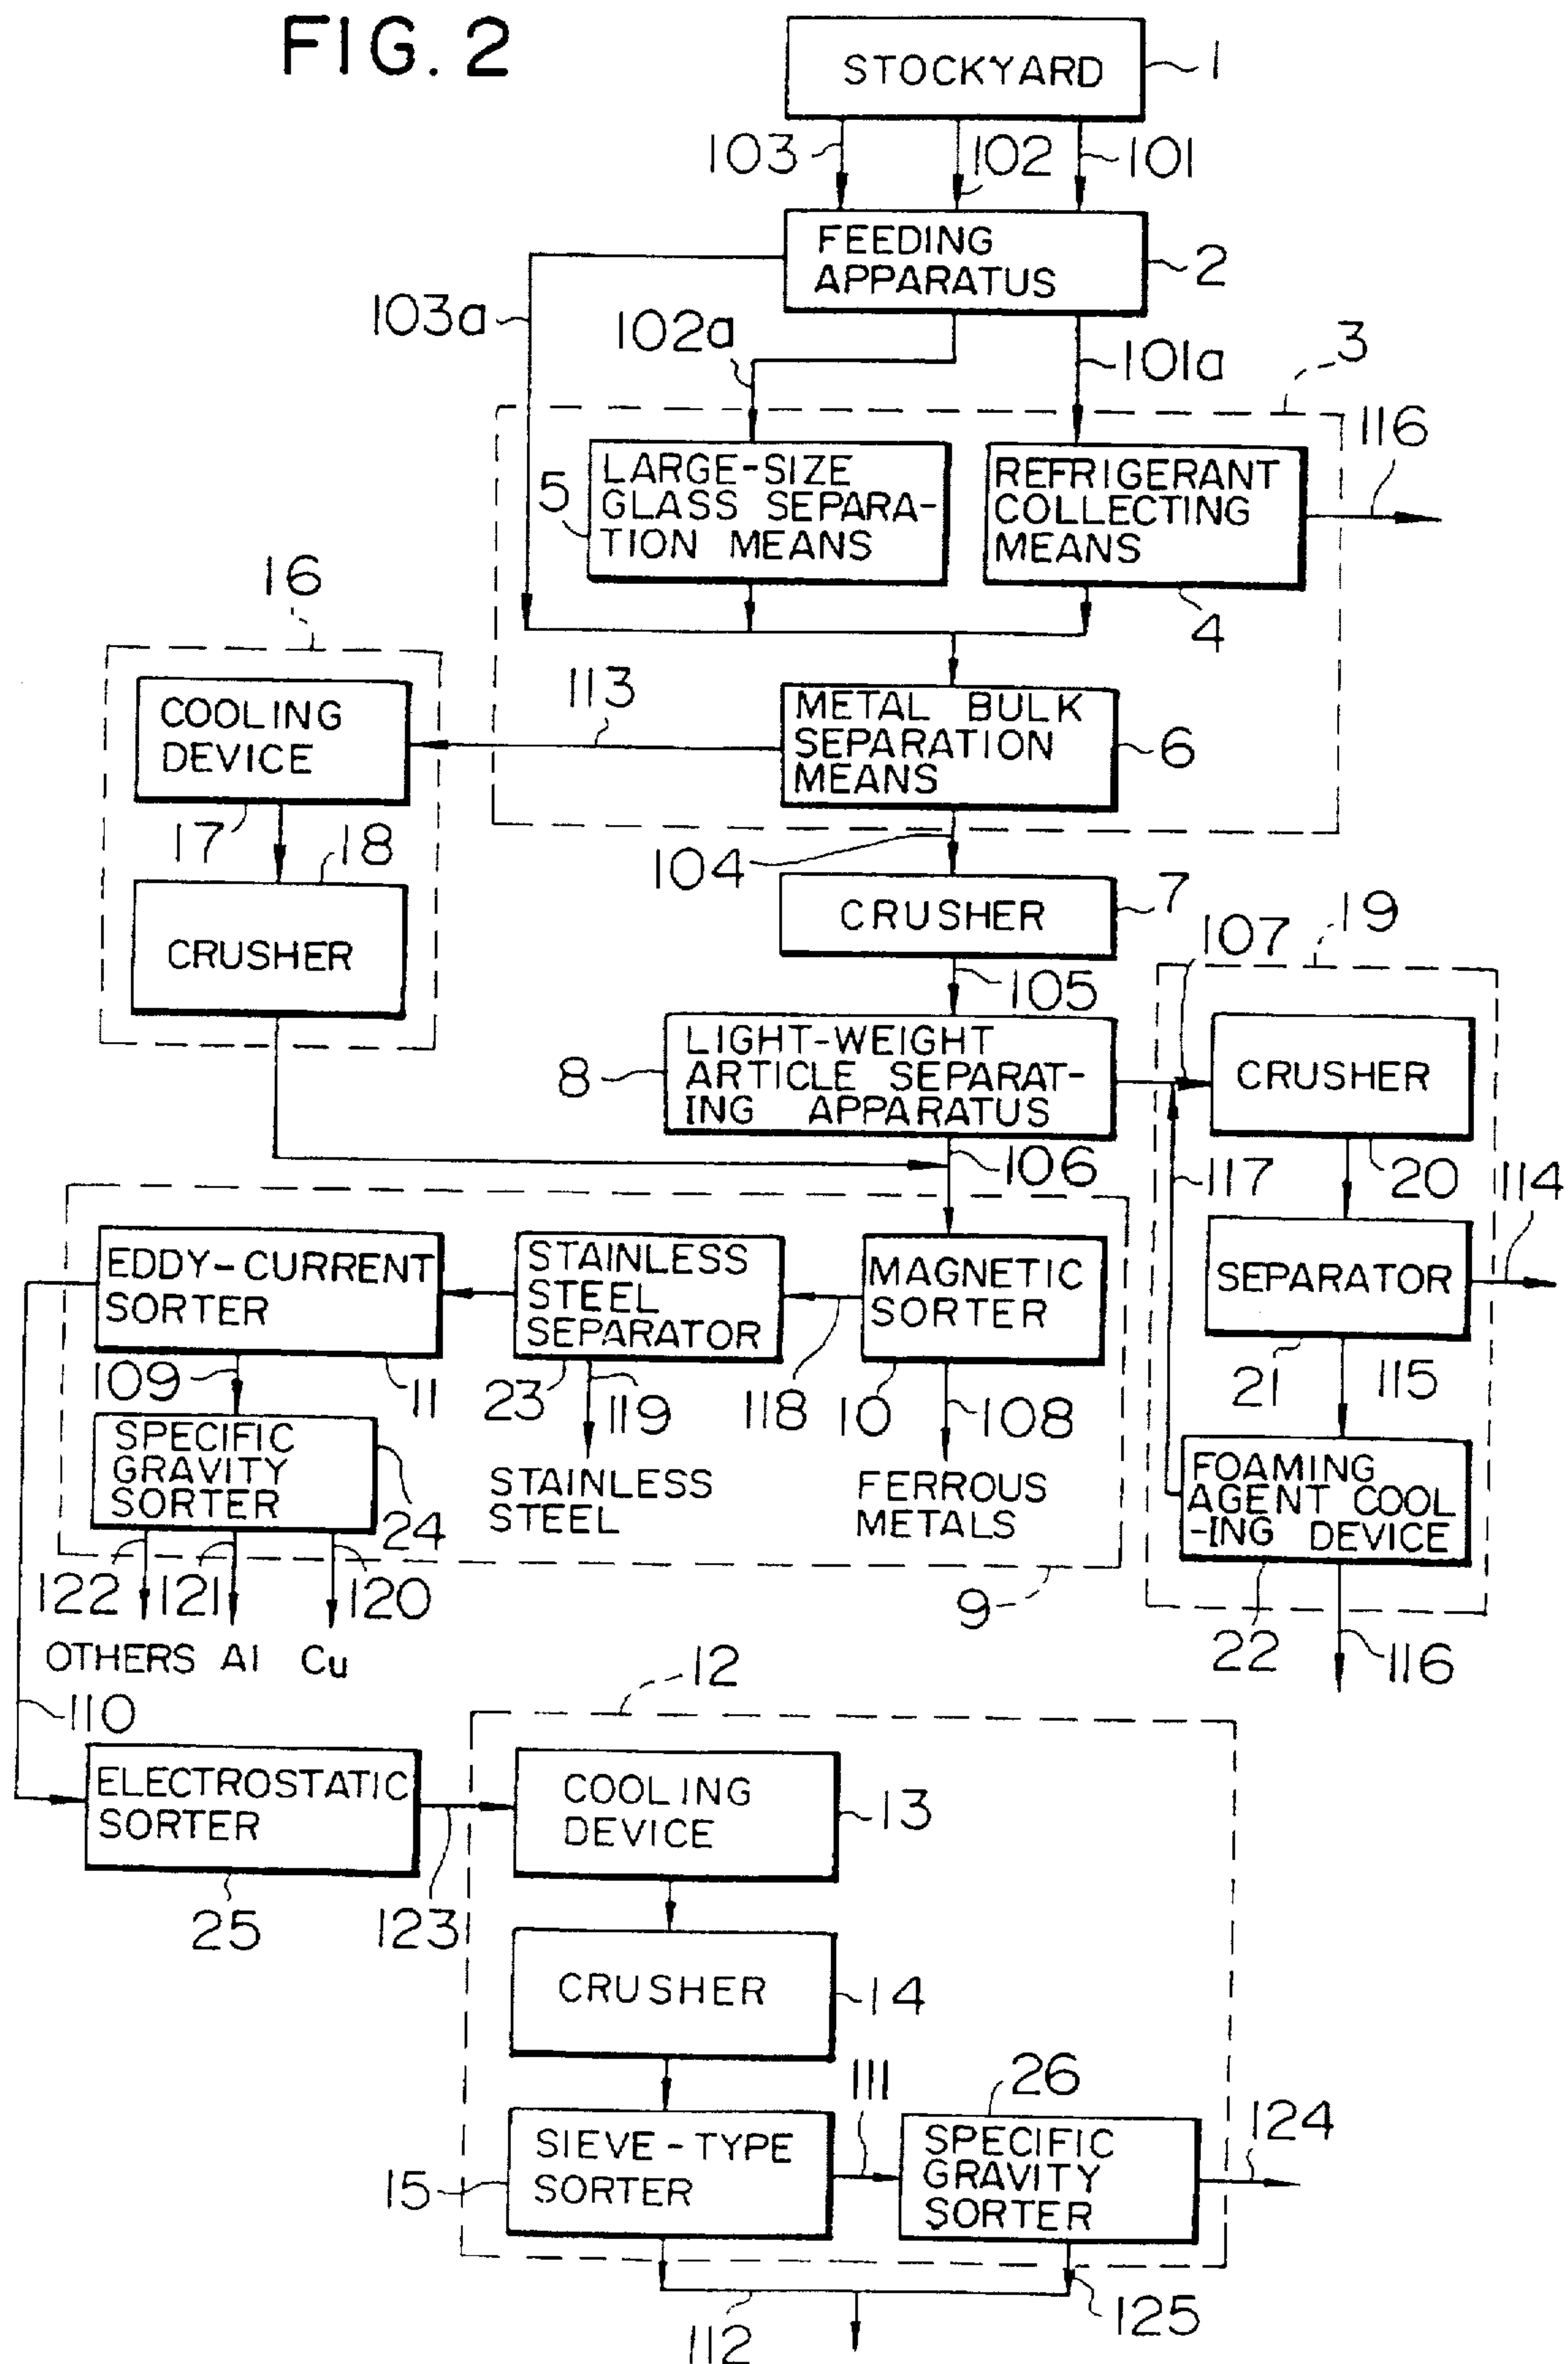 FIG. 2
STOCKYARD
1
103
102
101
FEEDING
APPARATUS
2
103a
102a
101a
3
116
5
LARGE-SIZE
GLASS SEPARA-
TION MEANS
REFRIGERANT
COLLECTING
MEANS
4
16
113
COOLING
DEVICE
METAL BULK
SEPARATION
MEANS
6
17
18
104
CRUSHER
7
CRUSHER
107
19
105
8
LIGHT-WEIGHT
ARTICLE SEPARAT-
ING APPARATUS
CRUSHER
106
117
20
114
EDDY-CURRENT
SORTER
STAINLESS
STEEL
SEPARATOR
MAGNETIC
SORTER
SEPARATOR
109
11
23
119
118
10
108
21
115
SPECIFIC
GRAVITY
SORTER
24
STAINLESS
STEEL
FERROUS
METALS
FOAMING
AGENT COOL
-ING DEVICE
122
121
120
9
22
116
OTHERS
Al
Cu
110
12
ELECTROSTATIC
SORTER
COOLING
DEVICE
13
25
123
CRUSHER
14
111
26
15
SIEVE-TYPE
SORTER
SPECIFIC
GRAVITY
SORTER
124
112
125